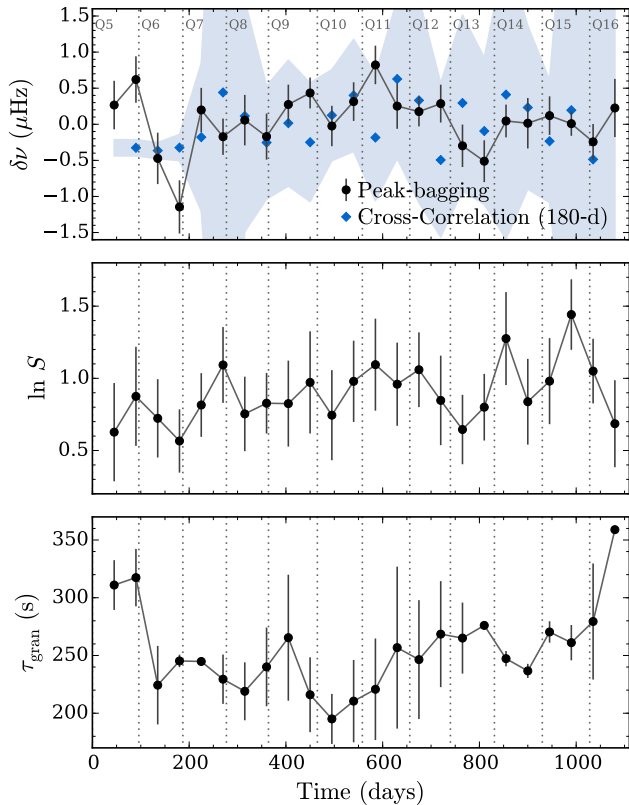 Q5 Q6 Q7 Q8 Q9 Q10 Q11 Q12 Q13 Q14 Q15 Q16
1.5
1.0
0.5
0.0
−0.5
−1.0
−1.5
δν (μHz)
Peak-bagging
Cross-Correlation (180-d)
1.5
1.0
0.5
ln S
350
300
250
200
τgran (s)
0 200 400 600 800 1000
Time (days)